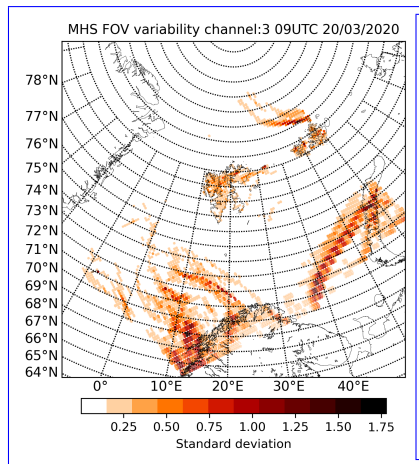 MHS FOV variability channel:3 09UTC 20/03/2020
78°N
77°N
76°N
75°N
74°N
73°N
72°N
71°N
70°N
69°N
68°N
67°N
66°N
65°N
64°N
0° 10°E 20°E 30°E 40°E
0.25 0.50 0.75 1.00 1.25 1.50 1.75
Standard deviation